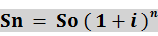 Sn = So ( 1 + i )ⁿ